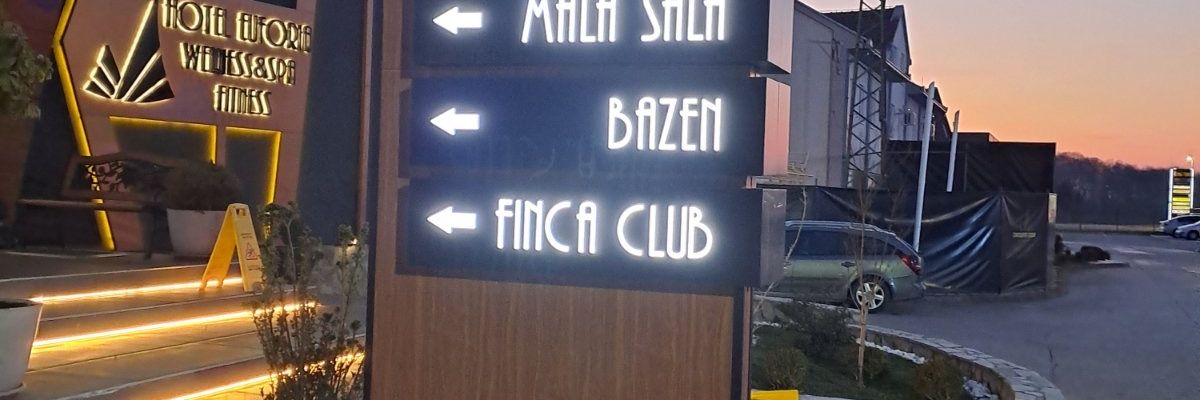 HOTEL EUFORIA
WELLNESS&SPA
FITNESS
MALA SALA
BAZEN
FINCA CLUB